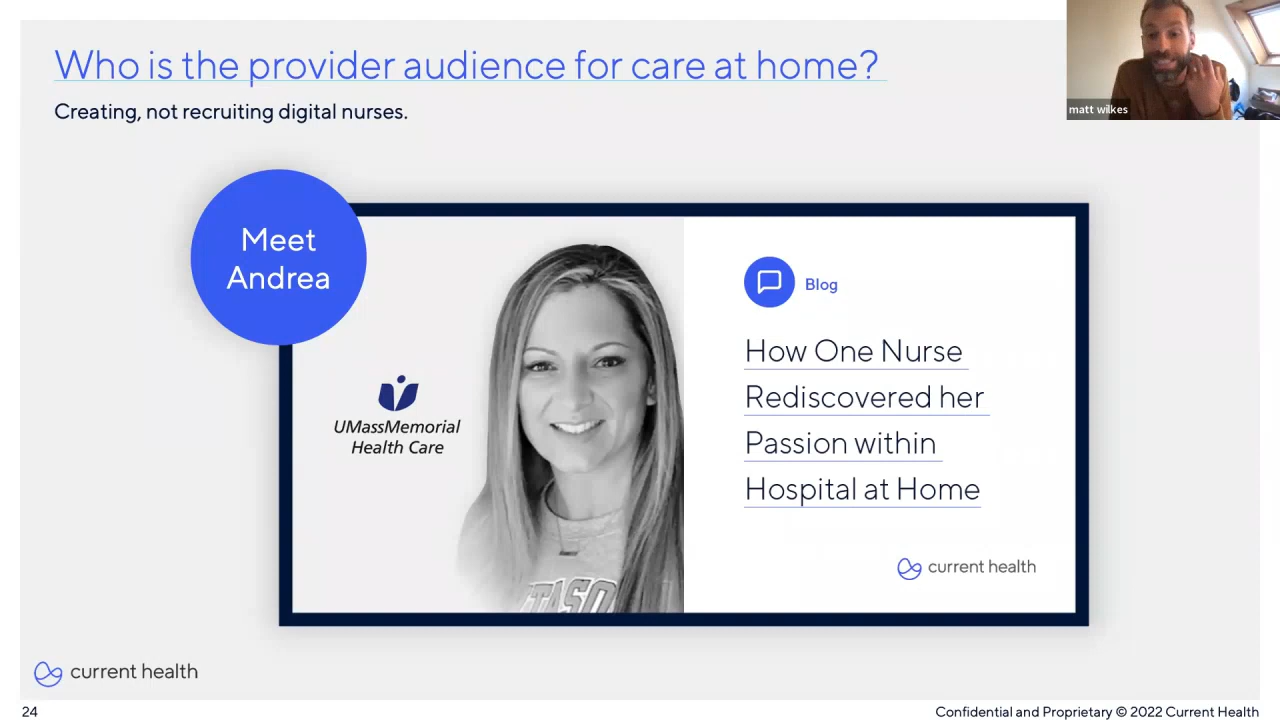 Who is the provider audience for care at home?
Creating, not recruiting digital nurses.
matt wilkes
Meet
Andrea
UMassMemorial
Health Care
TASO
Blog
How One Nurse
Rediscovered her
Passion within
Hospital at Home
current health
current health
24
Confidential and Proprietary © 2022 Current Health